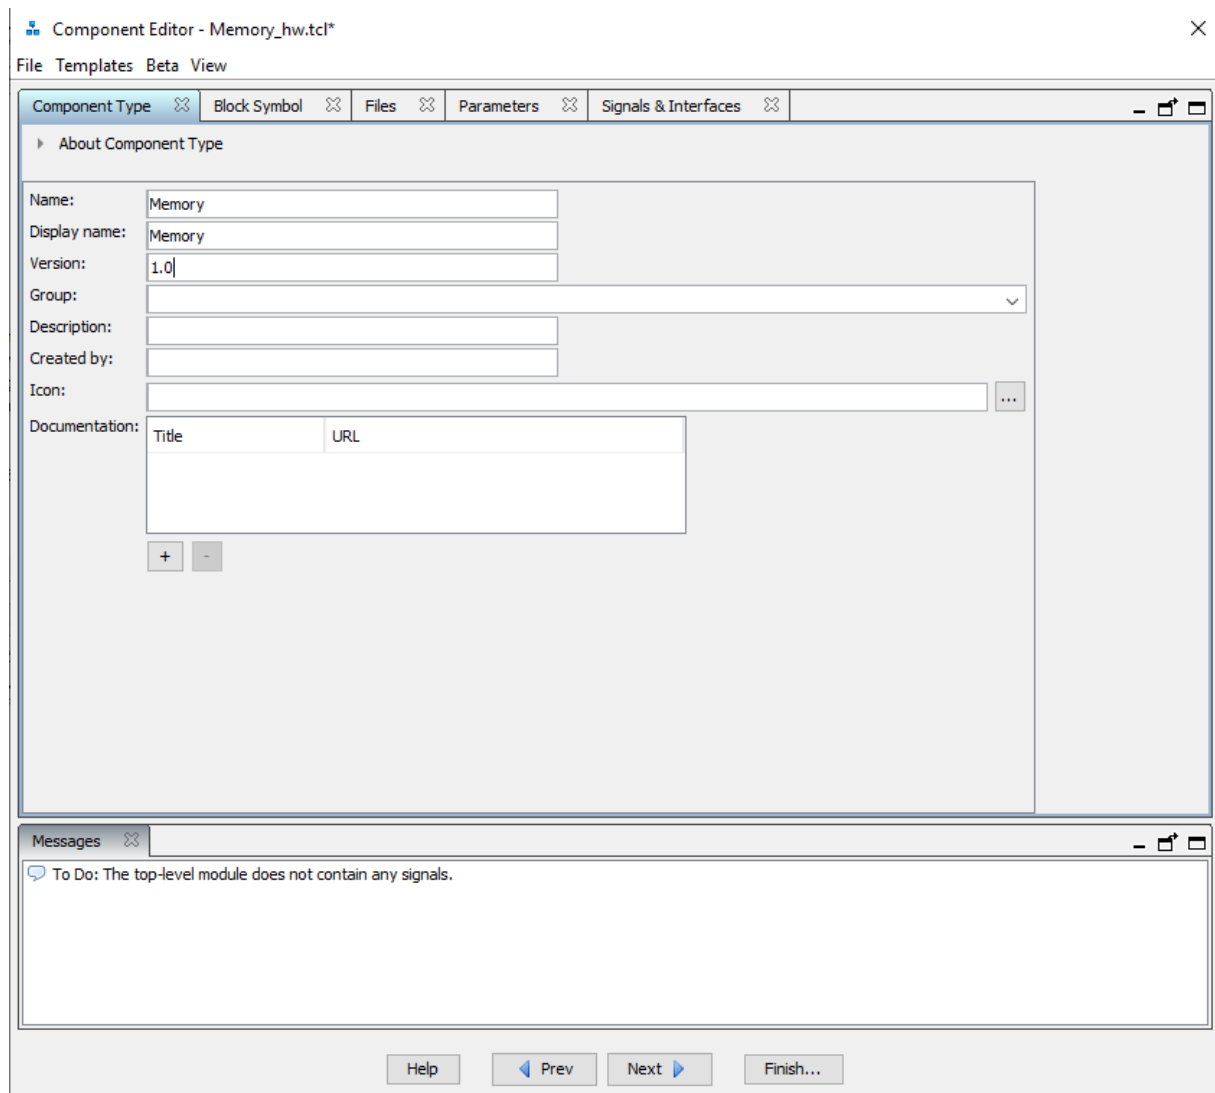 Component Editor - Memory_hw.tcl*
File Templates Beta View
Component Type Block Symbol Files Parameters Signals & Interfaces
About Component Type
Name: Memory
Display name: Memory
Version: 1.0
Group:
Description:
Created by:
Icon: ...
Documentation: Title URL
+ -
Messages
To Do: The top-level module does not contain any signals.
Help Prev Next Finish...